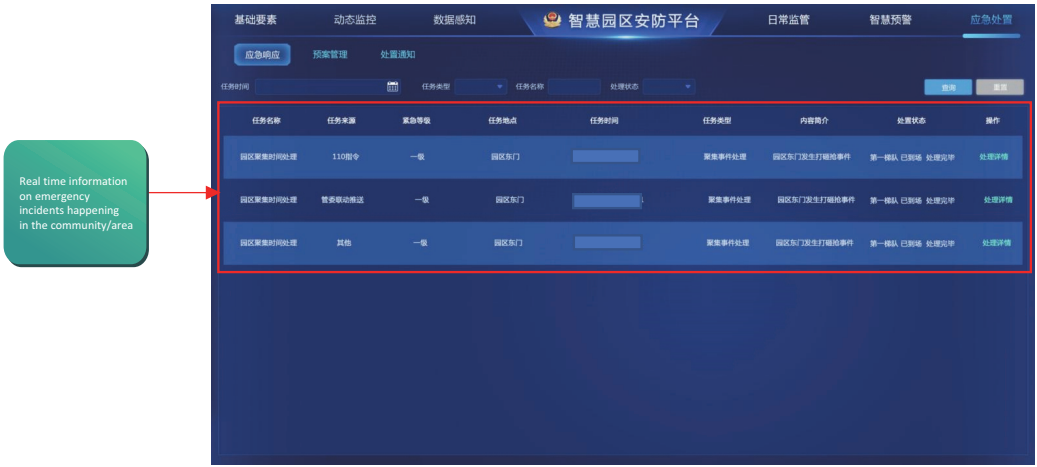 基础要素 动态监控 数据感知 智慧园区安防平台 日常监管 智慧预警 应急处置
应急响应 预案管理 处置通知
任务时间 任务类型 任务名称 处理状态 查询 重置
任务名称 任务来源 紧急等级 任务地点 任务时间 任务类型 内容简介 处置状态 操作
园区聚集时间处理 110指令 一级 园区东门 聚集事件处理 园区东门发生打砸抢事件 第一梯队 已到场 处理完毕 处理详情
园区聚集时间处理 管委联动推送 一级 园区东门 聚集事件处理 园区东门发生打砸抢事件 第一梯队 已到场 处理完毕 处理详情
园区聚集时间处理 其他 一级 园区东门 聚集事件处理 园区东门发生打砸抢事件 第一梯队 已到场 处理完毕 处理详情
Real time information
on emergency
incidents happening
in the community/area